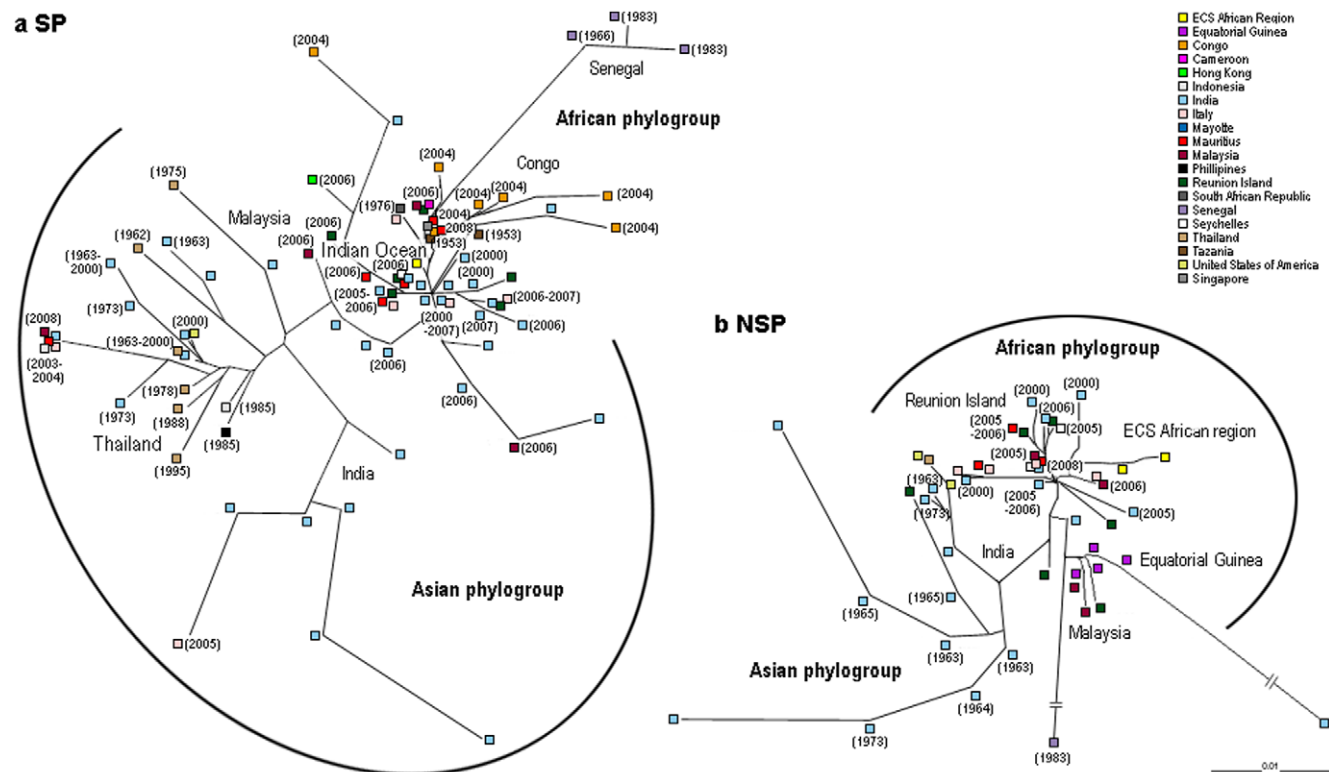 a SP
(2004)
(1983)
(1966)
(1983)
Senegal
African phylogroup
(2004)
Congo
(1975)
(2006)
(2006)
(2004)
(2004)
(2004)
(1976)
(2004)
(2008)
(2004)
Malaysia
(2006)
(1953)
(1953)
(1962)
(1963)
(2006)
Indian Ocean
(2000)
(1963-
2000)
(2006)
(2006)
(2000)
(2005-
2006)
(2006-2007)
(1973)
(2008)
(2000)
(2000
-2007)
(2007)
(2006)
(1963-2000)
(2003-
2004)
(2006)
(1978)
(2006)
(1973)
(1988)
(1985)
Thailand
(1985)
(2006)
(1995)
India
Asian phylogroup
(2005)
ECS African Region
Equatorial Guinea
Congo
Cameroon
Hong Kong
Indonesia
India
Italy
Mayotte
Mauritius
Malaysia
Phillipines
Reunion Island
South African Republic
Senegal
Seychelles
Thailand
Tazania
United States of America
Singapore
b NSP
African phylogroup
(2000)
(2000)
Reunion Island
(2006)
(2005
-2006)
(2005)
ECS African region
(2005)
(2008)
(1963)
(2000)
(2006)
(2005
-2006)
(1973)
(2005)
India
Equatorial Guinea
(1965)
(1965)
Malaysia
(1963)
(1963)
Asian phylogroup
(1964)
(1973)
(1983)
0.01